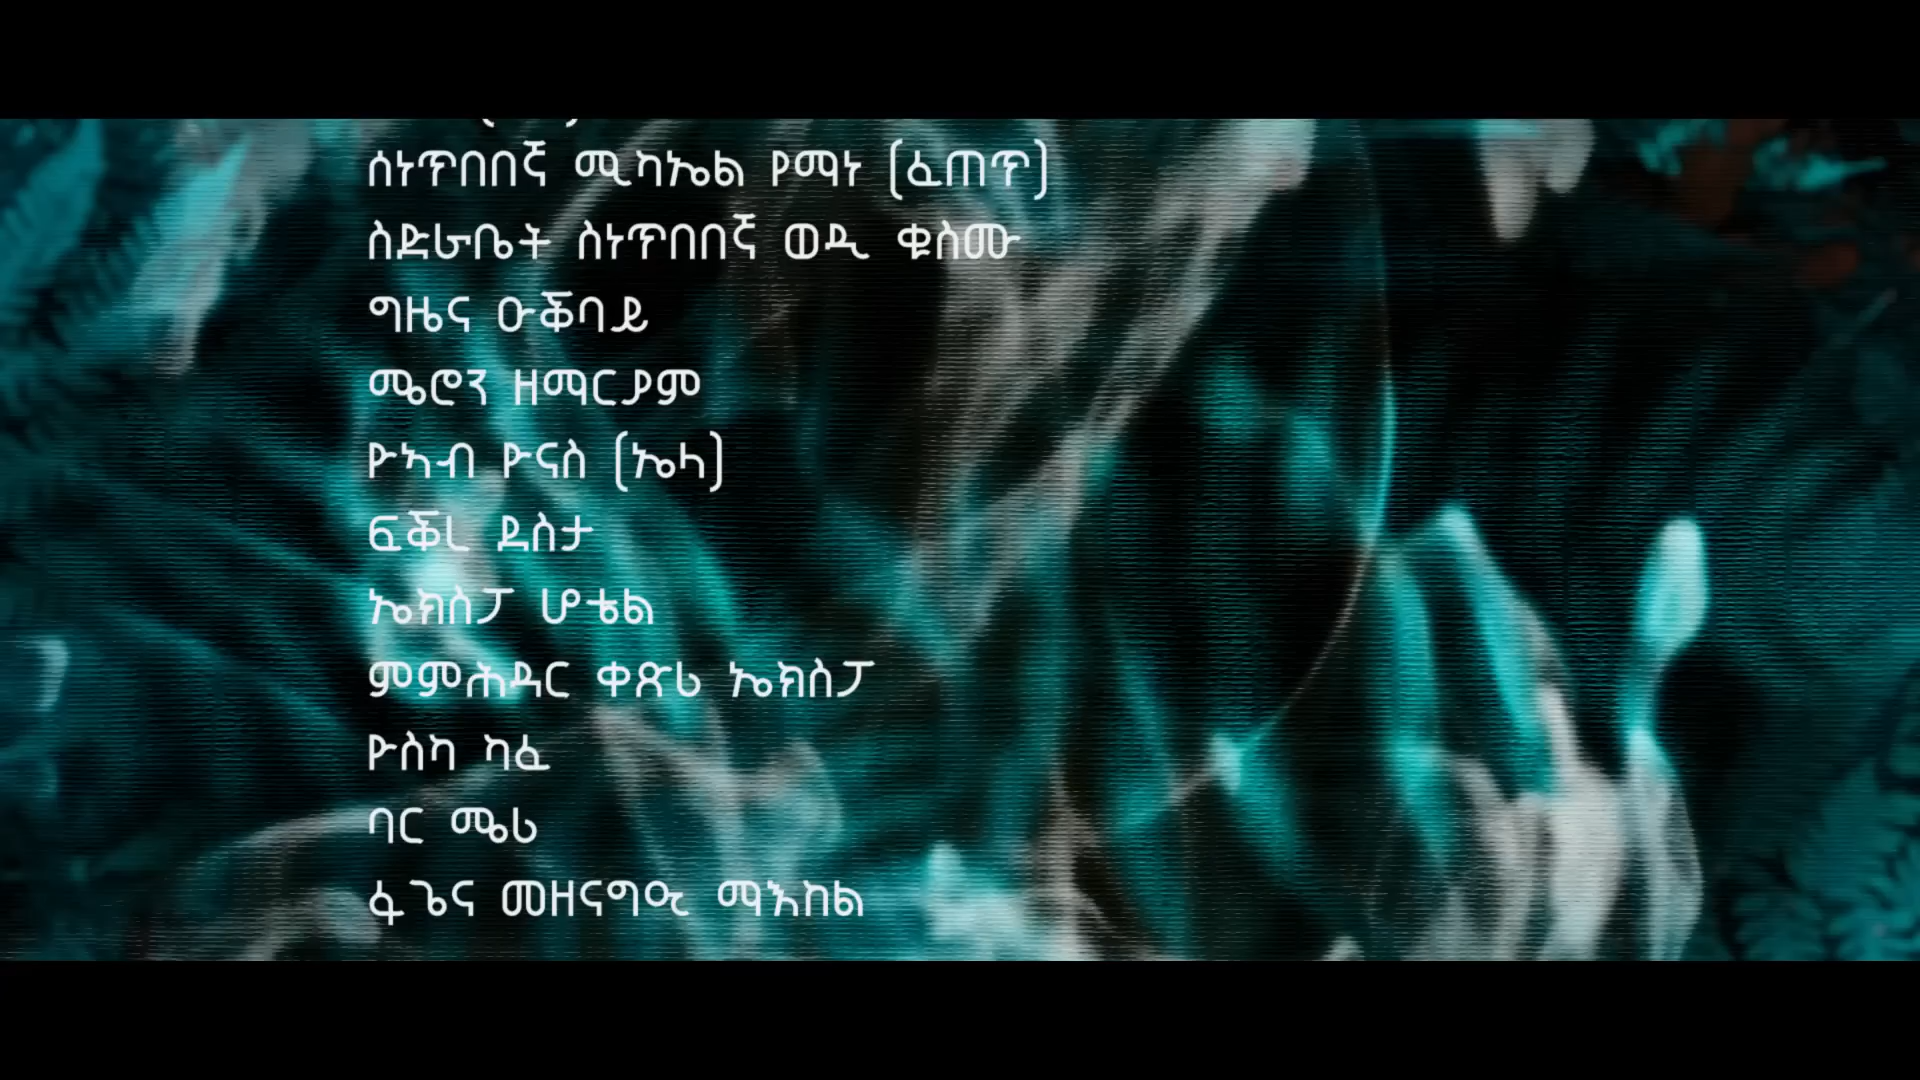 ሰነጥበበኛ ሚካኤል የማነ (ፈጠጥ)
ስድራቤት ስነጥበበኛ ወዲ ቁስሙ
ግዜና ዑቕባይ
ሜሮን ዘማርያም
ዮኣብ ዮናስ (ኤላ)
ፍቕረ ደስታ
ኤክስፖ ሆቴል
ምምሕዳር ቀጽሪ ኤክስፖ
ዮስካ ካፈ
ባር ሜሪ
ፋጌና መዘናግዒ ማእከል